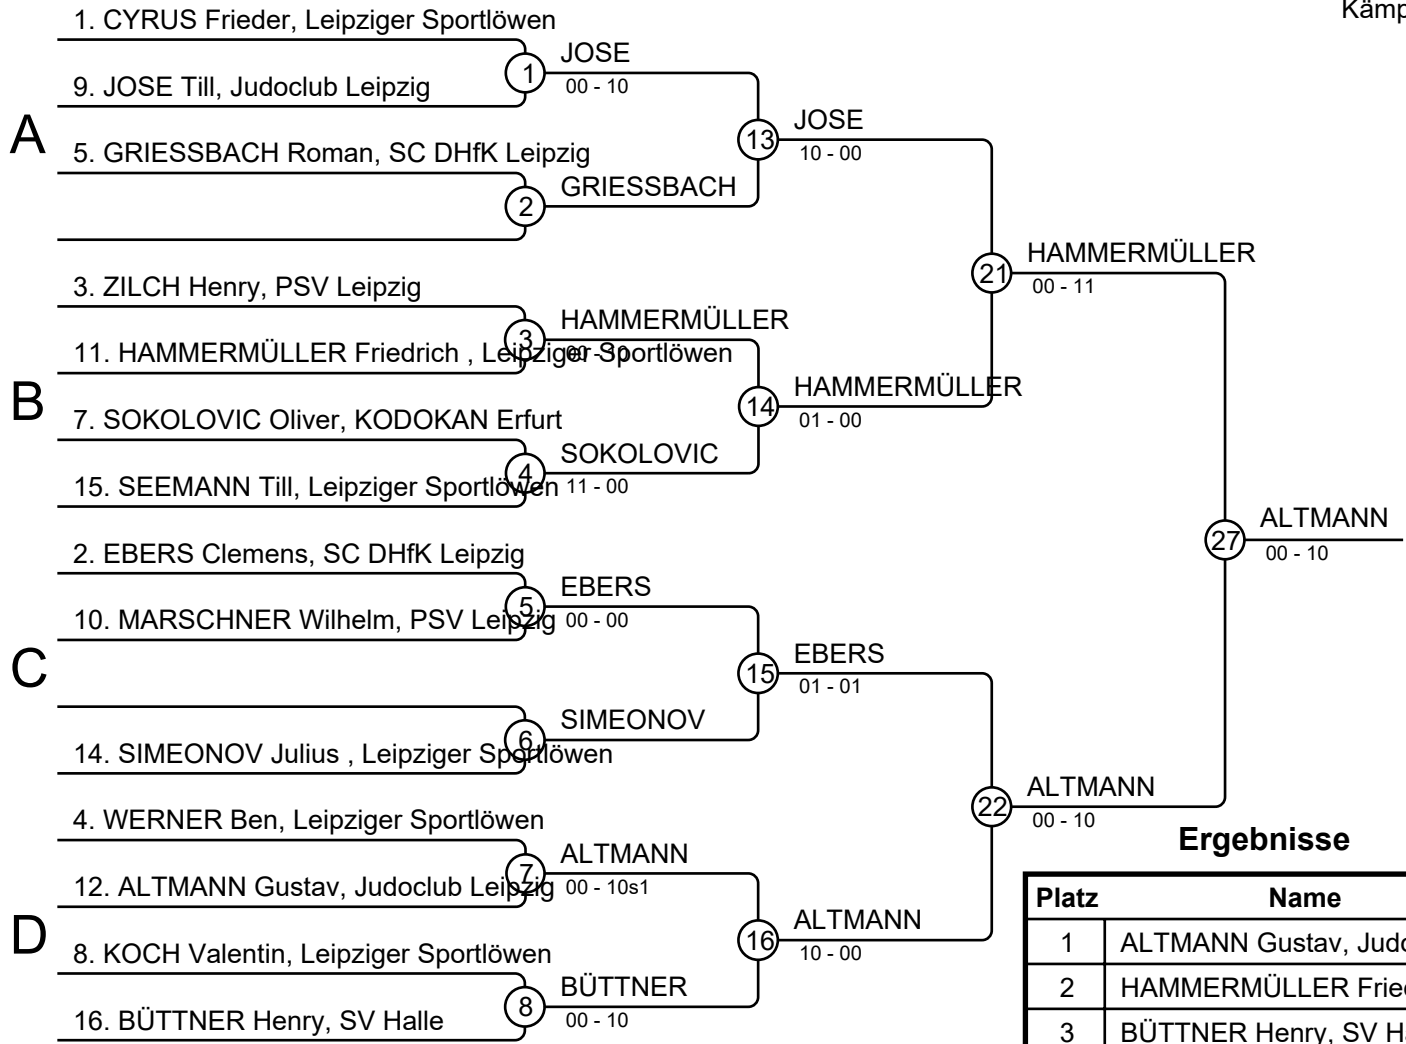 Kämp
1. CYRUS Frieder, Leipziger Sportlöwen
1
JOSE
00 - 10
9. JOSE Till, Judoclub Leipzig
A
13
JOSE
10 - 00
5. GRIESSBACH Roman, SC DHfK Leipzig
2
GRIESSBACH
21
HAMMERMÜLLER
00 - 11
3. ZILCH Henry, PSV Leipzig
3
HAMMERMÜLLER
00 - 10
11. HAMMERMÜLLER Friedrich , Leipziger Sportlöwen
B
14
HAMMERMÜLLER
01 - 00
7. SOKOLOVIC Oliver, KODOKAN Erfurt
4
SOKOLOVIC
11 - 00
15. SEEMANN Till, Leipziger Sportlöwen
27
ALTMANN
00 - 10
2. EBERS Clemens, SC DHfK Leipzig
5
EBERS
00 - 00
10. MARSCHNER Wilhelm, PSV Leipzig
C
15
EBERS
01 - 01
6
SIMEONOV
14. SIMEONOV Julius , Leipziger Sportlöwen
22
ALTMANN
00 - 10
4. WERNER Ben, Leipziger Sportlöwen
7
ALTMANN
00 - 10s1
12. ALTMANN Gustav, Judoclub Leipzig
D
16
ALTMANN
10 - 00
8. KOCH Valentin, Leipziger Sportlöwen
8
BÜTTNER
00 - 10
16. BÜTTNER Henry, SV Halle
Ergebnisse
Platz Name
1 ALTMANN Gustav, Judo
2 HAMMERMÜLLER Fried
3 BÜTTNER Henry, SV Ha